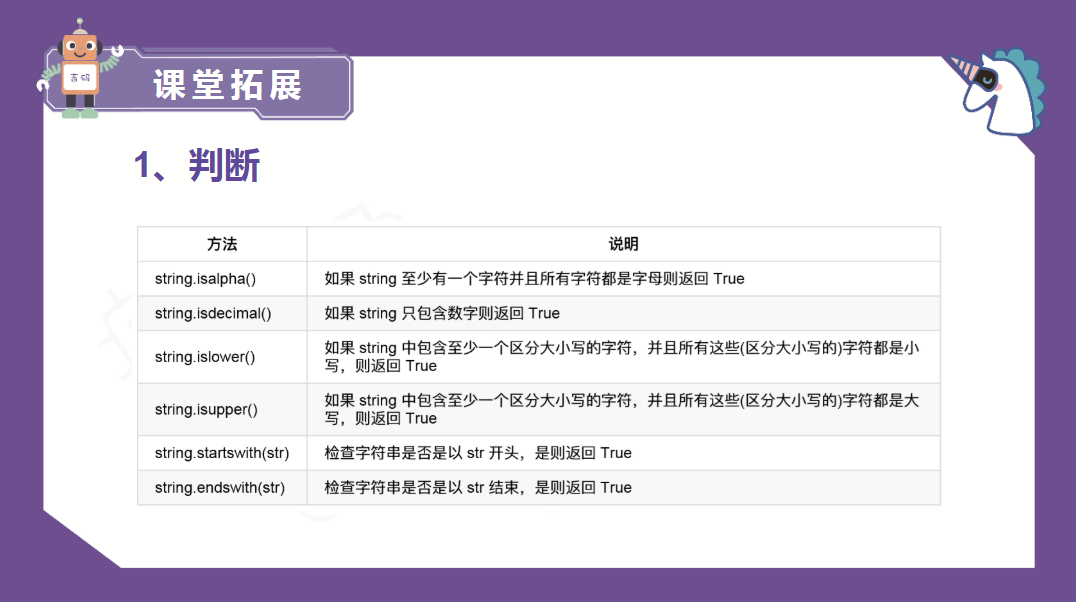 吉码
课堂拓展
1、判断
方法 说明
string.isalpha() 如果 string 至少有一个字符并且所有字符都是字母则返回 True
string.isdecimal() 如果 string 只包含数字则返回 True
string.islower() 如果 string 中包含至少一个区分大小写的字符，并且所有这些(区分大小写的)字符都是小
写，则返回 True
string.isupper() 如果 string 中包含至少一个区分大小写的字符，并且所有这些(区分大小写的)字符都是大
写，则返回 True
string.startswith(str) 检查字符串是否是以 str 开头，是则返回 True
string.endswith(str) 检查字符串是否是以 str 结束，是则返回 True